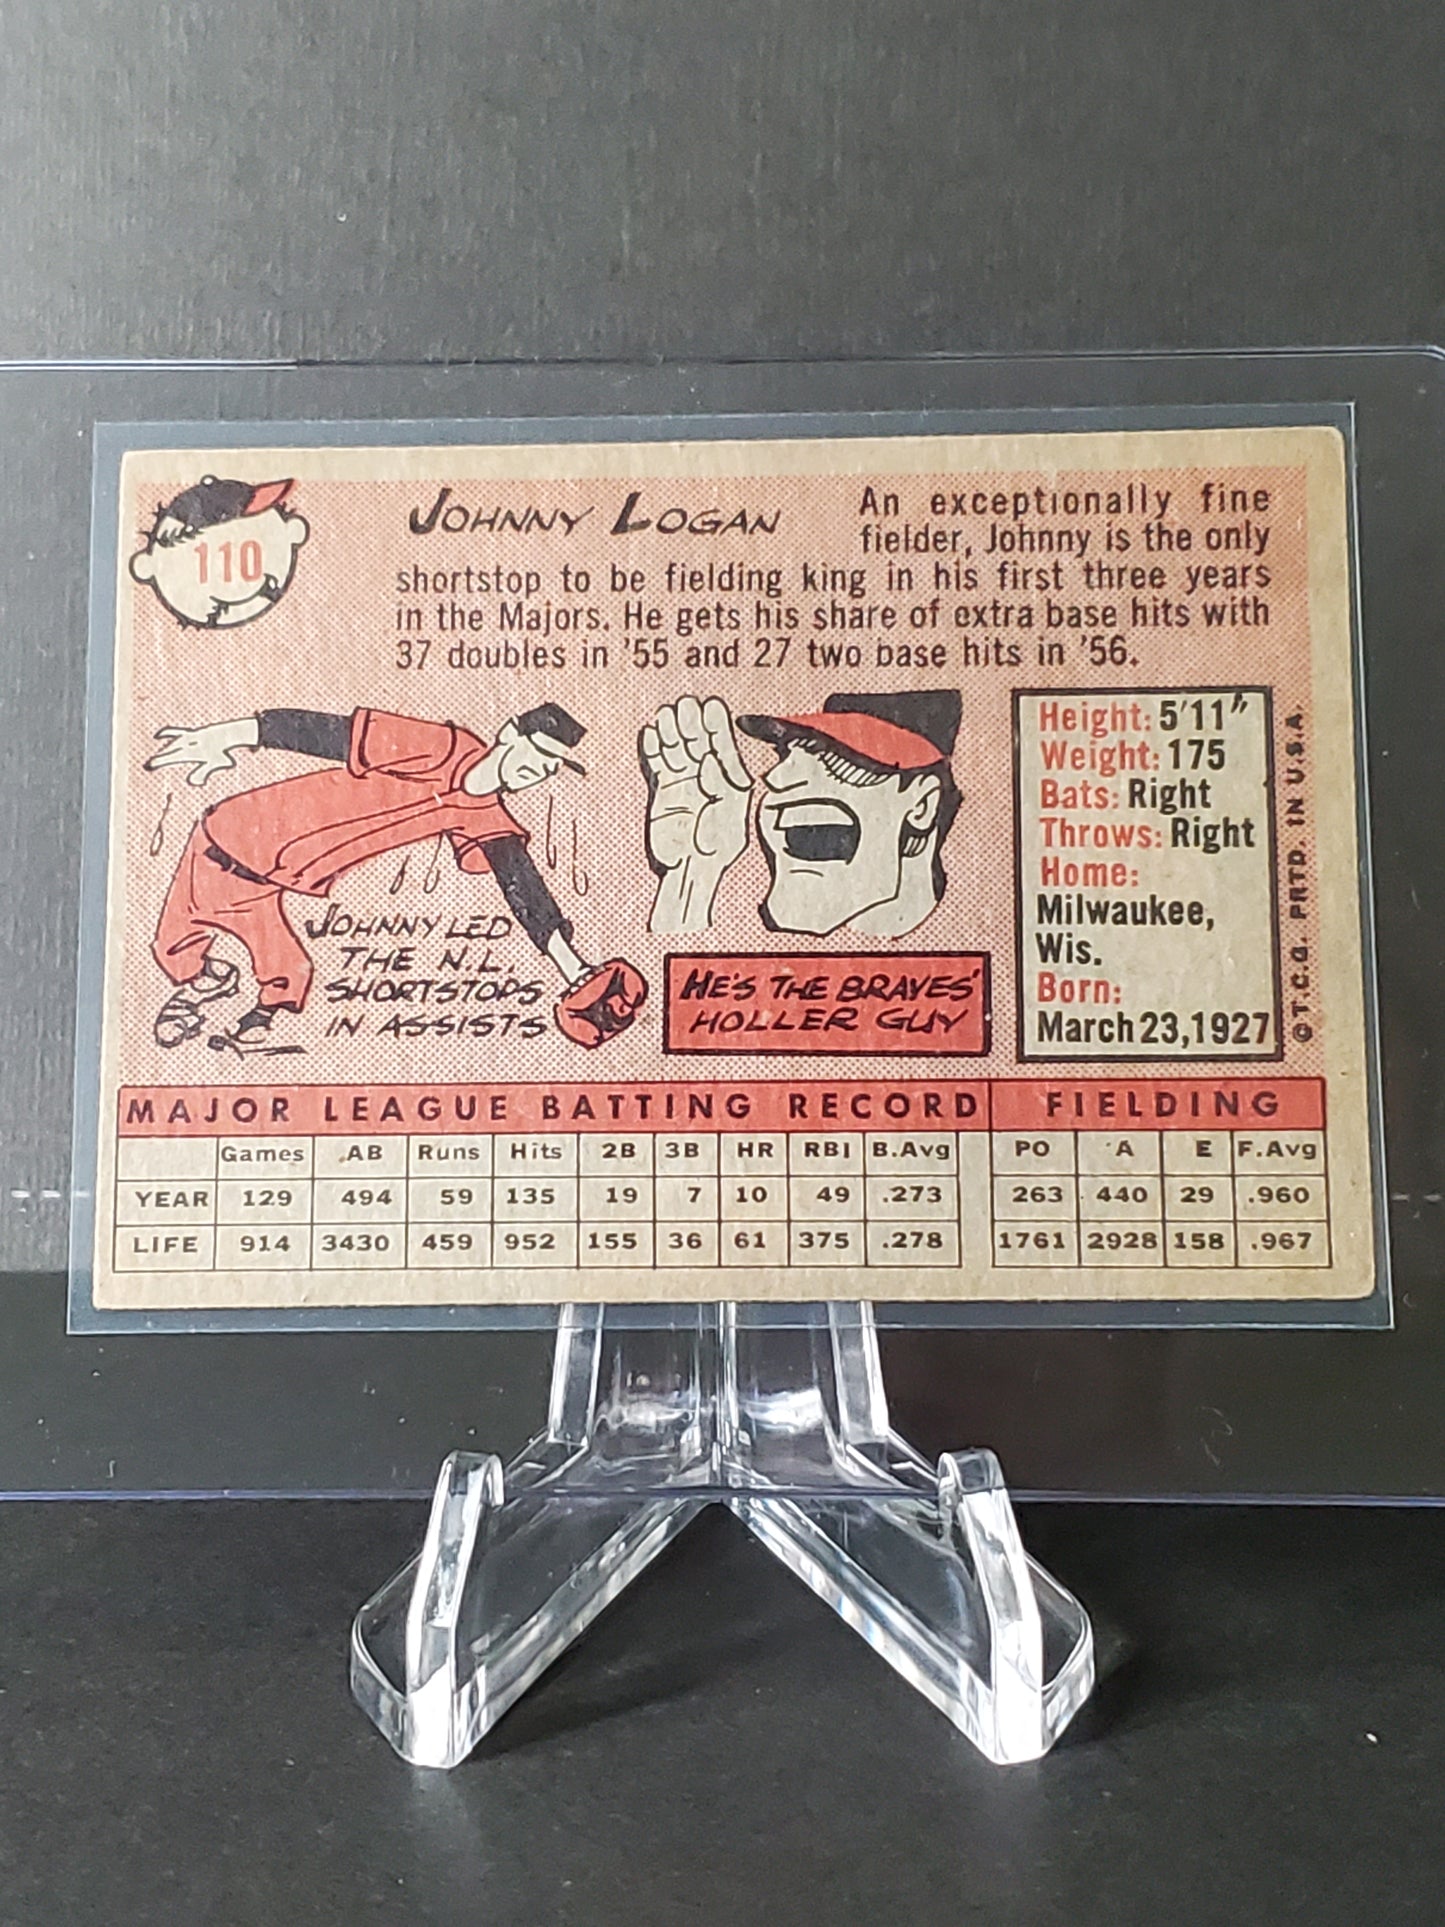 110
JOHNNY LOGAN
An exceptionally fine
fielder, Johnny is the only
shortstop to be fielding king in his first three years
in the Majors. He gets his share of extra base hits with
37 doubles in '55 and 27 two base hits in '56.
JOHNNY LED
THE N.L.
SHORTSTOPS
IN ASSISTS
HE'S THE BRAVES'
HOLLER GUY
Height: 5'11"
Weight: 175
Bats: Right
Throws: Right
Home:
Milwaukee,
Wis.
Born:
March 23, 1927
©T.C.G. PRTD. IN U.S.A.
MAJOR LEAGUE BATTING RECORD FIELDING
Games AB Runs Hits 2B 3B HR RBI B.Avg PO A E F.Avg
YEAR 129 494 59 135 19 7 10 49 .273 263 440 29 .960
LIFE 914 3430 459 952 155 36 61 375 .278 1761 2928 158 .967